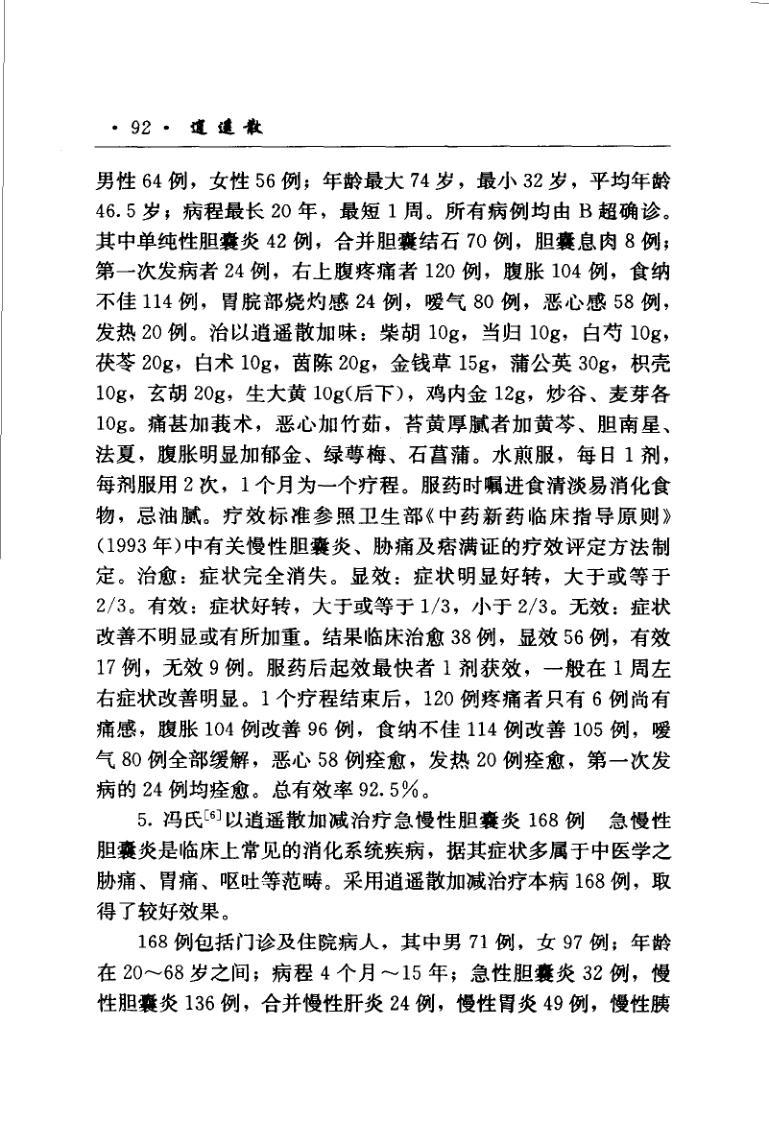 · 92 · 逍遥散
男性 64 例，女性 56 例；年龄最大 74 岁，最小 32 岁，平均年龄
46.5 岁；病程最长 20 年，最短 1 周。所有病例均由 B 超确诊。
其中单纯性胆囊炎 42 例，合并胆囊结石 70 例，胆囊息肉 8 例；
第一次发病者 24 例，右上腹疼痛者 120 例，腹胀 104 例，食纳
不佳 114 例，胃脘部烧灼感 24 例，嗳气 80 例，恶心感 58 例，
发热 20 例。治以逍遥散加味：柴胡 10g，当归 10g，白芍 10g，
茯苓 20g，白术 10g，茵陈 20g，金钱草 15g，蒲公英 30g，枳壳
10g，玄胡 20g，生大黄 10g(后下)，鸡内金 12g，炒谷、麦芽各
10g。痛甚加莪术，恶心加竹茹，苔黄厚腻者加黄芩、胆南星、
法夏，腹胀明显加郁金、绿萼梅、石菖蒲。水煎服，每日 1 剂，
每剂服用 2 次，1 个月为一个疗程。服药时嘱进食清淡易消化食
物，忌油腻。疗效标准参照卫生部《中药新药临床指导原则》
(1993 年)中有关慢性胆囊炎、胁痛及痞满证的疗效评定方法制
定。治愈：症状完全消失。显效：症状明显好转，大于或等于
2/3。有效：症状好转，大于或等于 1/3，小于 2/3。无效：症状
改善不明显或有所加重。结果临床治愈 38 例，显效 56 例，有效
17 例，无效 9 例。服药后起效最快者 1 剂获效，一般在 1 周左
右症状改善明显。1 个疗程结束后，120 例疼痛者只有 6 例尚有
痛感，腹胀 104 例改善 96 例，食纳不佳 114 例改善 105 例，嗳
气 80 例全部缓解，恶心 58 例痊愈，发热 20 例痊愈，第一次发
病的 24 例均痊愈。总有效率 92.5%。
5. 冯氏[6]以逍遥散加减治疗急慢性胆囊炎 168 例　急慢性
胆囊炎是临床上常见的消化系统疾病，据其症状多属于中医学之
胁痛、胃痛、呕吐等范畴。采用逍遥散加减治疗本病 168 例，取
得了较好效果。
168 例包括门诊及住院病人，其中男 71 例，女 97 例；年龄
在 20～68 岁之间；病程 4 个月～15 年；急性胆囊炎 32 例，慢
性胆囊炎 136 例，合并慢性肝炎 24 例，慢性胃炎 49 例，慢性胰